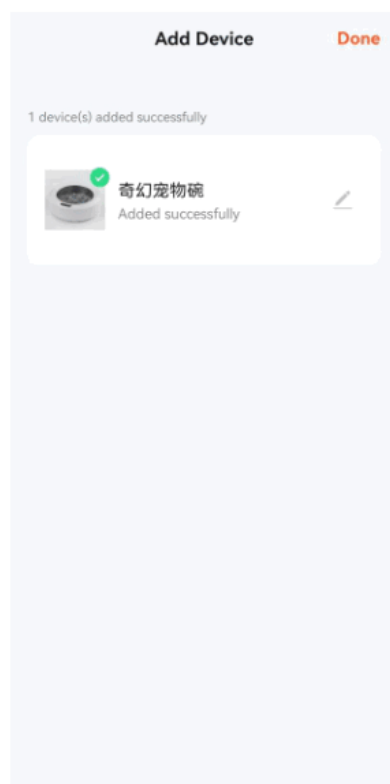 Add Device
Done
1 device(s) added successfully
奇幻宠物碗
Added successfully